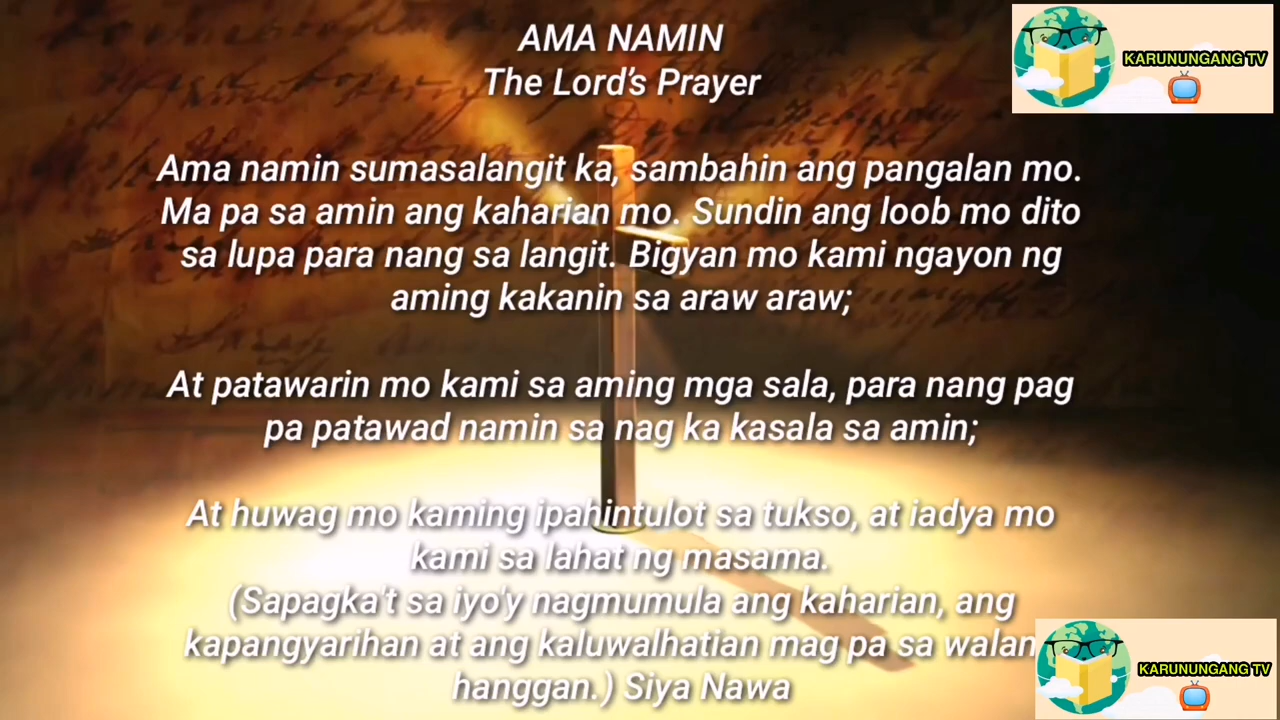 AMA NAMIN
The Lord's Prayer
KARUNUNGANG TV
Ama namin sumasalangit ka, sambahin ang pangalan mo.
Ma pa sa amin ang kaharian mo. Sundin ang loob mo dito
sa lupa para nang sa langit. Bigyan mo kami ngayon ng
aming kakanin sa araw araw;
At patawarin mo kami sa aming mga sala, para nang pag
pa patawad namin sa nag ka kasala sa amin;
At huwag mo kaming ipahintulot sa tukso, at iadya mo
kami sa lahat ng masama.
(Sapagka't sa iyo'y nagmumula ang kaharian, ang
kapangyarihan at ang kaluwalhatian mag pa sa
hanggan.) Siya Nawa
KARUNUNGANG TV